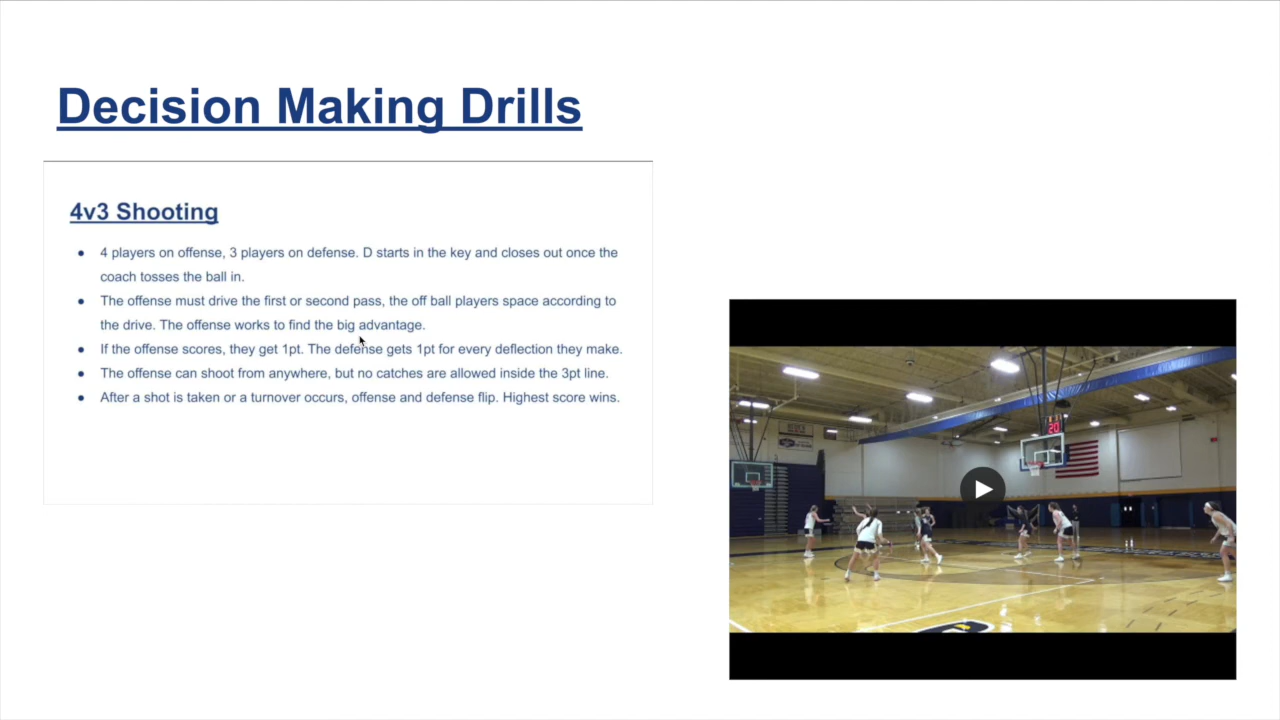 Decision Making Drills
4v3 Shooting
● 4 players on offense, 3 players on defense. D starts in the key and closes out once the
coach tosses the ball in.
● The offense must drive the first or second pass, the off ball players space according to
the drive. The offense works to find the big advantage.
● If the offense scores, they get 1pt. The defense gets 1pt for every deflection they make.
● The offense can shoot from anywhere, but no catches are allowed inside the 3pt line.
● After a shot is taken or a turnover occurs, offense and defense flip. Highest score wins.
20